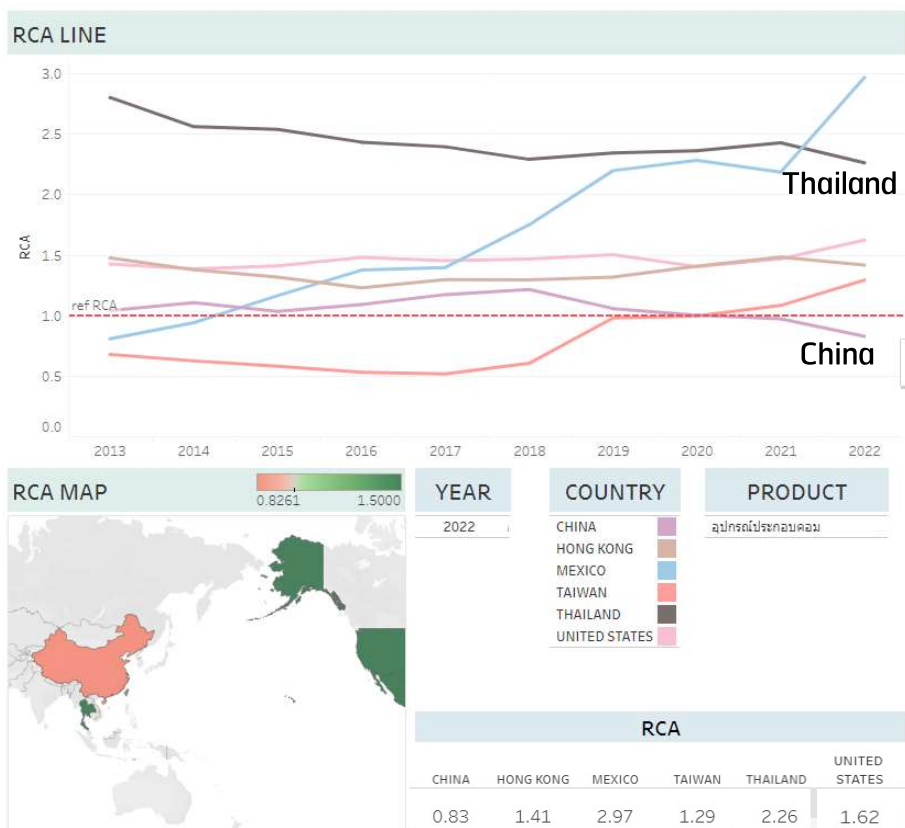 RCA LINE
3.0
2.5
2.0
1.5
1.0
0.5
0.0
RCA
ref RCA
Thailand
China
2013 2014 2015 2016 2017 2018 2019 2020 2021 2022
RCA MAP
0.8261 1.5000
YEAR
2022
COUNTRY
CHINA
HONG KONG
MEXICO
TAIWAN
THAILAND
UNITED STATES
PRODUCT
อุปกรณ์ประกอบคอม
RCA
CHINA HONG KONG MEXICO TAIWAN THAILAND UNITED STATES
0.83 1.41 2.97 1.29 2.26 1.62